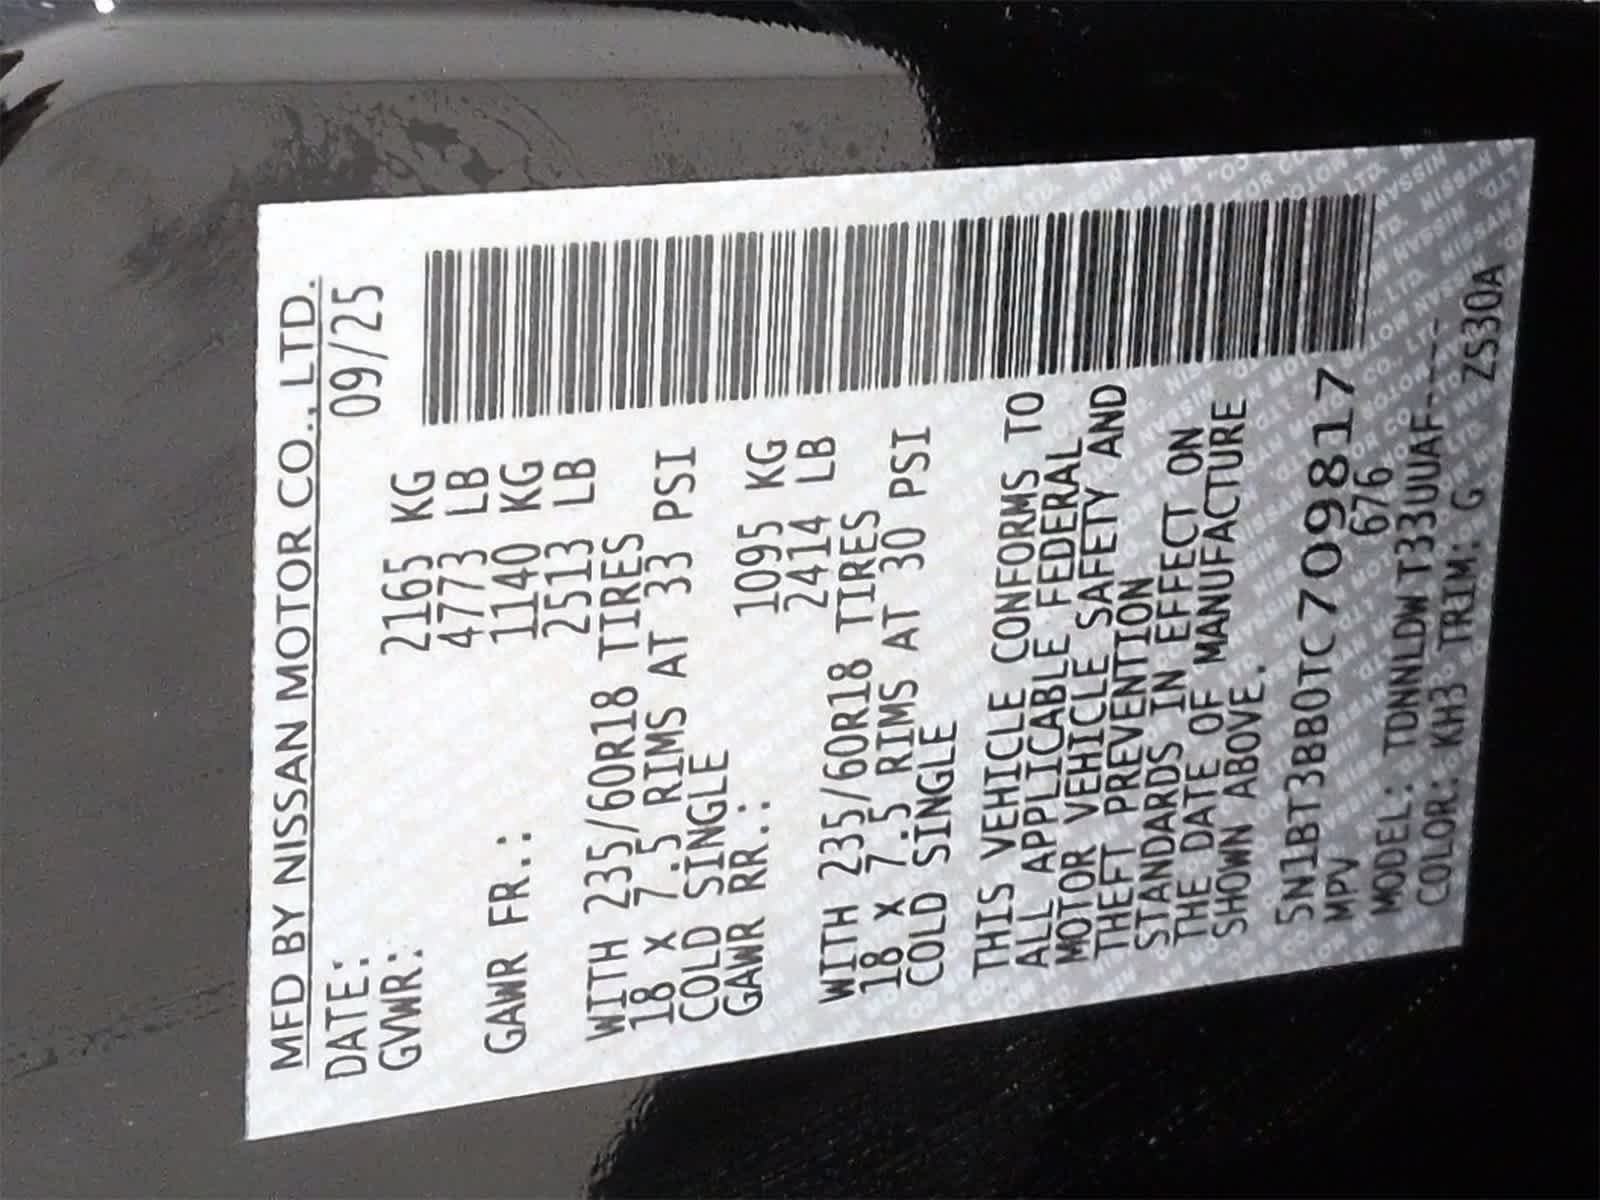 MFD BY NISSAN MOTOR CO., LTD.
DATE: 09/25
GVWR: 2165 KG
4773 LB
GAWR FR.: 1140 KG
2513 LB
WITH 235/60R18 TIRES
18 X 7.5 RIMS AT 33 PSI
COLD SINGLE
GAWR RR.: 1095 KG
2414 LB
WITH 235/60R18 TIRES
18 X 7.5 RIMS AT 30 PSI
COLD SINGLE
THIS VEHICLE CONFORMS TO
ALL APPLICABLE FEDERAL
MOTOR VEHICLE SAFETY AND
THEFT PREVENTION
STANDARDS IN EFFECT ON
THE DATE OF MANUFACTURE
SHOWN ABOVE.
5N1BT3BB0TC709817
MPV 676
MODEL: TDNNLDWT33UUAF----
COLOR: KH3 TRIM: G ZS30A